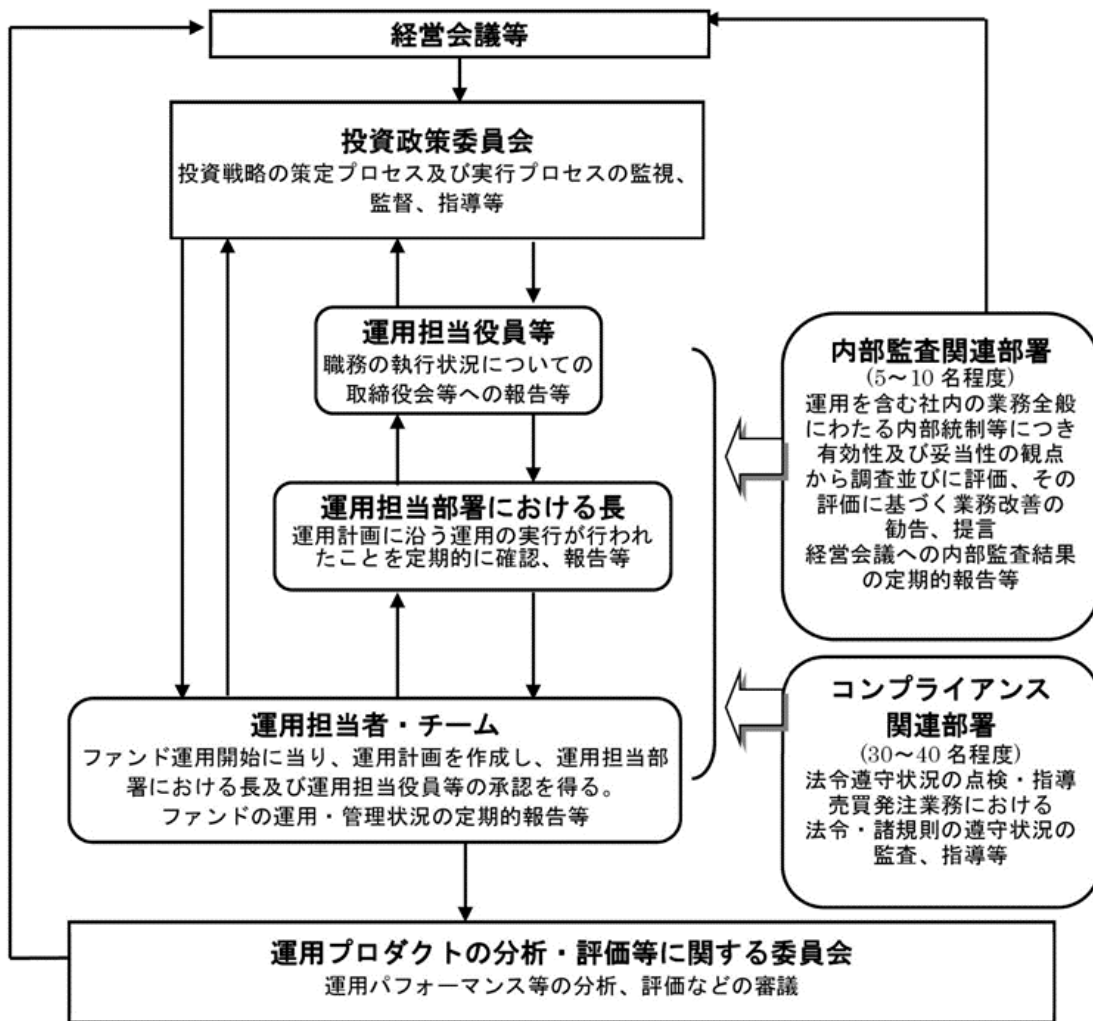 経営会議等
投資政策委員会
投資戦略の策定プロセス及び実行プロセスの監視、
監督、指導等
運用担当役員等
職務の執行状況についての
取締役会等への報告等
運用担当部署における長
運用計画に沿う運用の実行が行われ
たことを定期的に確認、報告等
運用担当者・チーム
ファンド運用開始に当り、運用計画を作成し、運用担当部
署における長及び運用担当役員等の承認を得る。
ファンドの運用・管理状況の定期的報告等
内部監査関連部署
(5～10 名程度)
運用を含む社内の業務全般
にわたる内部統制等につき
有効性及び妥当性の観点
から調査並びに評価、その
評価に基づく業務改善の
勧告、提言
経営会議への内部監査結果
の定期的報告等
コンプライアンス
関連部署
(30～40 名程度)
法令遵守状況の点検・指導
売買発注業務における
法令・諸規則の遵守状況の
監査、指導等
運用プロダクトの分析・評価等に関する委員会
運用パフォーマンス等の分析、評価などの審議